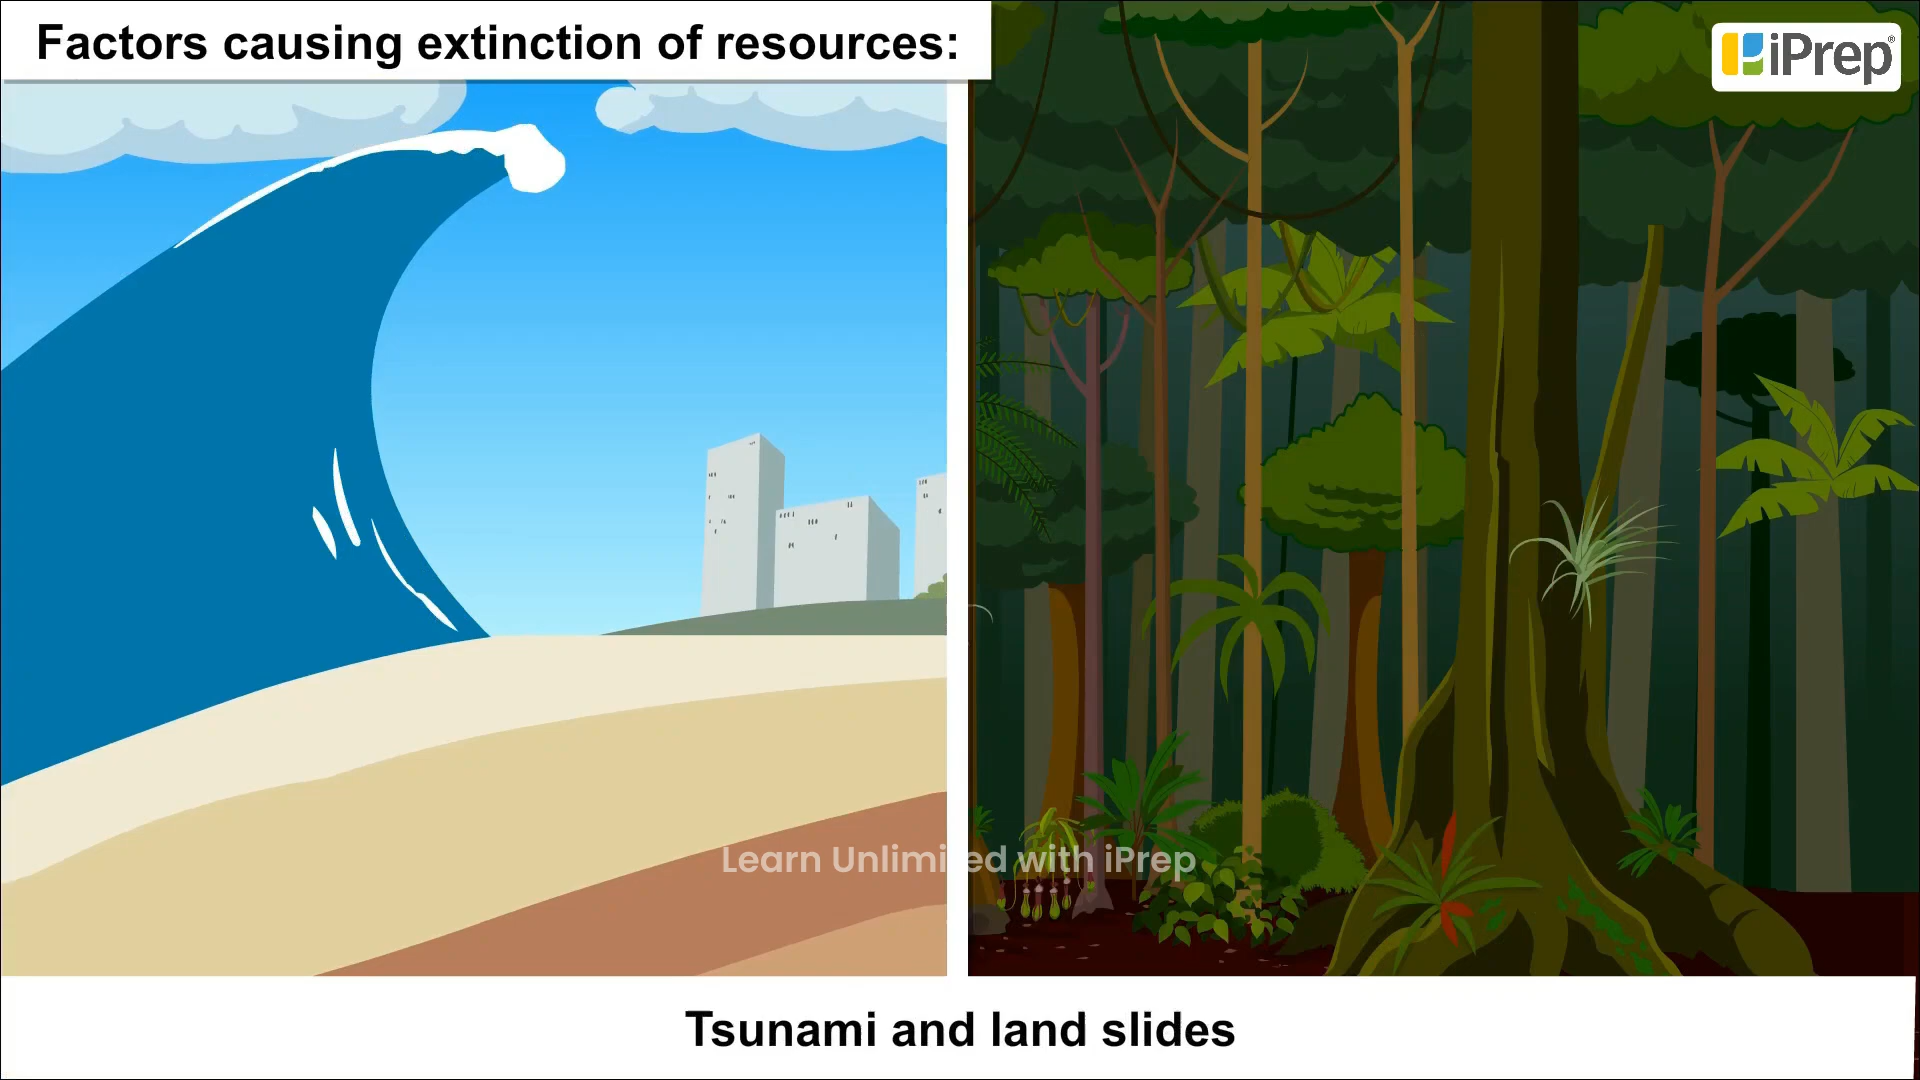 Factors causing extinction of resources:
iPrep®
Learn Unlimited with iPrep
Tsunami and land slides